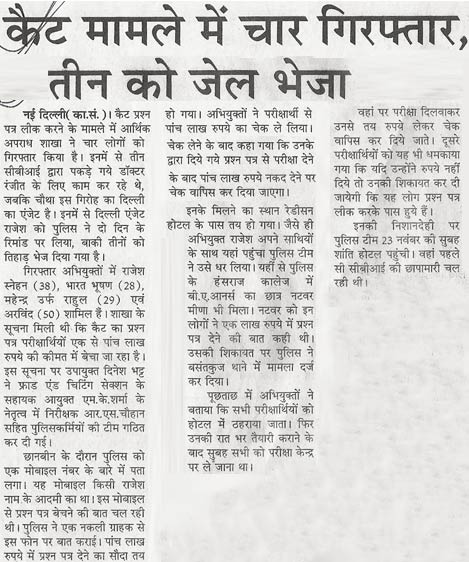 कैट मामले में चार गिरफ्तार,
तीन को जेल भेजा
नई दिल्ली(का.सं.)। कैट प्रश्न
पत्र लीक करने के मामले में आर्थिक
अपराध शाखा ने चार लोगों को
गिरफ्तार किया है। इनमें से तीन
सीबीआई द्वारा पकड़े गये डॉक्टर
रंजीत के लिए काम कर रहे थे,
जबकि चौथा इस गिरोह का दिल्ली
का एंजेट है। इनमें से दिल्ली एंजेट
राजेश को पुलिस ने दो दिन के
रिमांड पर लिया, बाकी तीनों को
तिहाड़ भेज दिया गया है।
गिरफ्तार अभियुक्तों में राजेश
स्नेहन (38), भारत भूषण (28),
महेन्द्र उर्फ राहुल (29) एवं
अरविंद (50) शामिल हैं। शाखा के
सूचना मिली थी कि कैट का प्रश्न
पत्र परीक्षार्थियों एक से पांच लाख
रुपये की कीमत में बेचा जा रहा है।
इस सूचना पर उपायुक्त दिनेश भट्ट
ने फ्राड एंड चिटिंग सेक्शन के
सहायक आयुक्त एम.के.शर्मा के
नेतृत्व में निरीक्षक आर.एस.चौहान
सहित पुलिसकर्मियों की टीम गठित
कर दी गई।
छानबीन के दौरान पुलिस को
एक मोबाइल नंबर के बारे में पता
लगा। यह मोबाइल किसी राजेश
नाम के आदमी का था। इस मोबाइल
से प्रश्न पत्र बेचने की बात चल रही
थी। पुलिस ने एक नकली ग्राहक से
इस फोन पर बात कराई। पांच लाख
रुपये में प्रश्न पत्र देने का सौदा तय
हो गया। अभियुक्तों ने परीक्षार्थी से
पांच लाख रुपये का चेक ले लिया।
चेक लेने के बाद कहा गया कि उनके
द्वारा दिये गये प्रश्न पत्र से परीक्षा देने
के बाद पांच लाख रुपये नकद देने पर
चेक वापिस कर दिया जाएगा।
इनके मिलने का स्थान रेडीसन
होटल के पास तय हो गया। जैसे ही
अभियुक्त राजेश अपने साथियों
के साथ यहां पहुंचा पुलिस टीम
ने उसे धर लिया। यहीं से पुलिस
के हंसराज कालेज में
बी.ए.आनर्स का छात्र नटवर
मीणा भी मिला। नटवर को इन
लोगों ने एक लाख रुपये में प्रश्न
पत्र देने की बात कही थी।
उसकी शिकायत पर पुलिस ने
बसंतकुज थाने में मामला दर्ज
कर दिया।
पूछताछ में अभियुक्तों ने
बताया कि सभी परीक्षार्थियों को
होटल में ठहराया जाता। फिर
उनकी रात भर तैयारी कराने के
बाद सुबह सभी को परीक्षा केन्द्र
पर ले जाना था।
वहां पर परीक्षा दिलवाकर
उनसे तय रुपये लेकर चेक
वापिस कर दिये जाते। दूसरे
परीक्षार्थियों को यह भी धमकाया
गया कि यदि उन्होंने रुपये नहीं
दिये तो उनकी शिकायत कर दी
जायेगी कि यह लोग प्रश्न पत्र
लीक करके पास हुये हैं।
इनकी निशानदेही पर
पुलिस टीम 23 नवंबर की सुबह
शांति होटल पहुंची। वहां पहले
सी सीबीआई की छापामारी चल
रही थी।